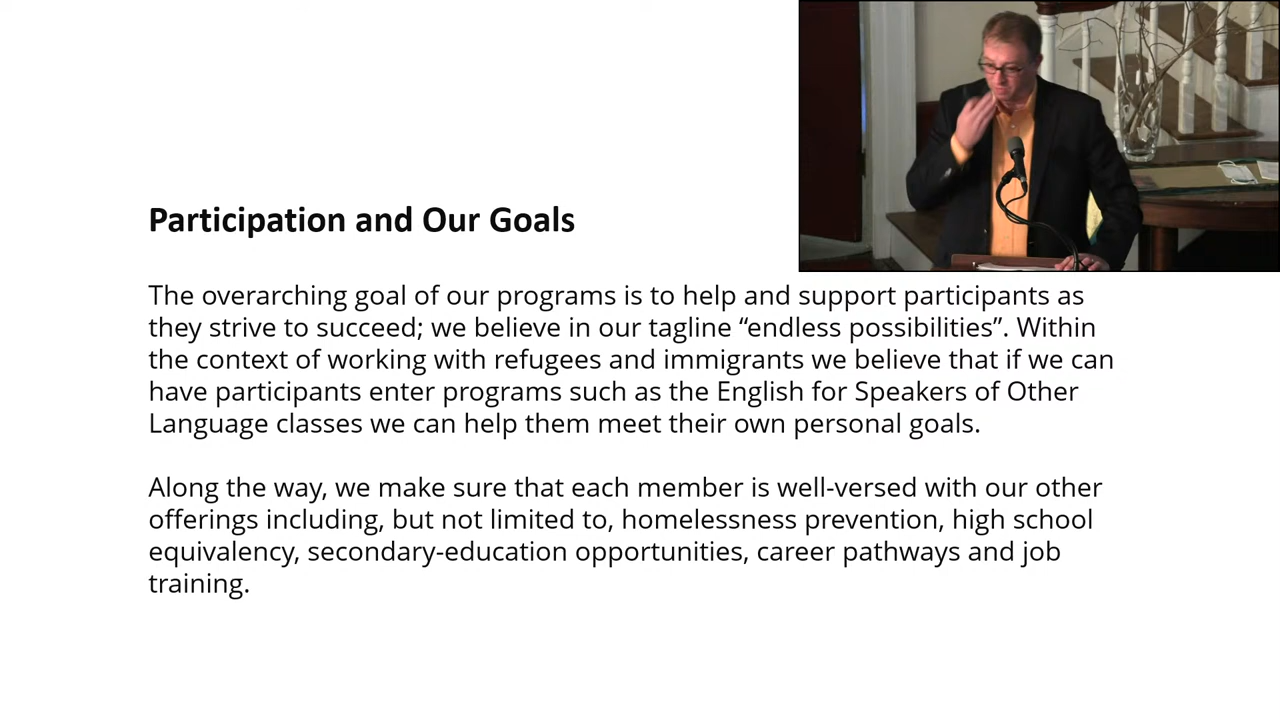 Participation and Our Goals
The overarching goal of our programs is to help and support participants as
they strive to succeed; we believe in our tagline “endless possibilities”. Within
the context of working with refugees and immigrants we believe that if we can
have participants enter programs such as the English for Speakers of Other
Language classes we can help them meet their own personal goals.
Along the way, we make sure that each member is well-versed with our other
offerings including, but not limited to, homelessness prevention, high school
equivalency, secondary-education opportunities, career pathways and job
training.